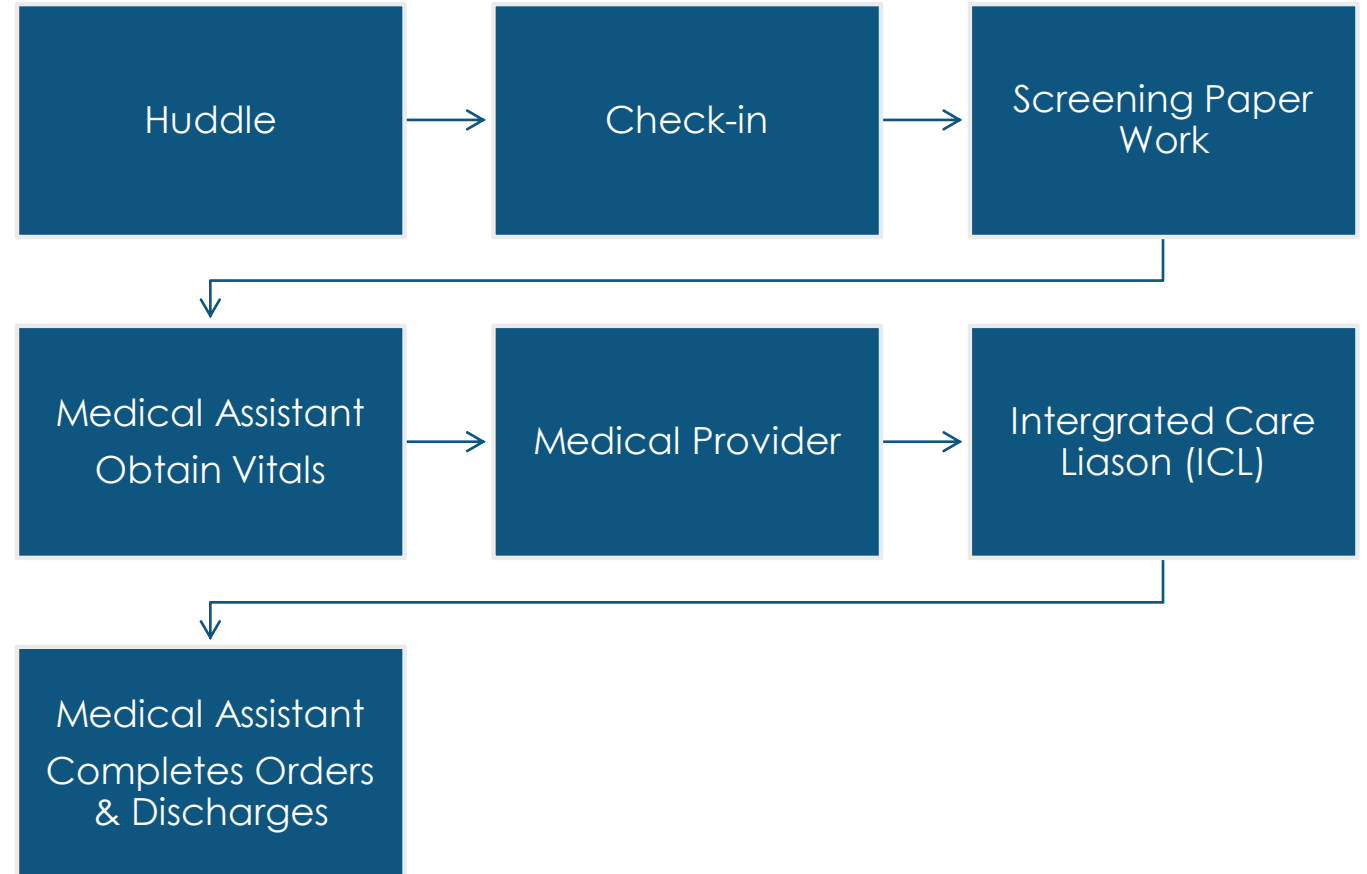 Huddle
Check-in
Screening Paper
Work
Medical Assistant
Obtain Vitals
Medical Provider
Intergrated Care
Liason (ICL)
Medical Assistant
Completes Orders
& Discharges